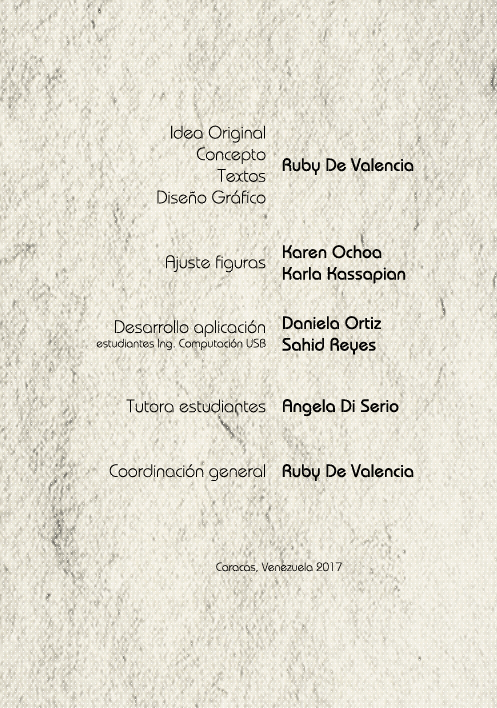 Idea Original
Concepto
Textos
Diseño Gráfico
Ruby De Valencia
Ajuste figuras
Karen Ochoa
Karla Kassapian
Desarrollo aplicación
estudiantes Ing. Computación USB
Daniela Ortiz
Sahid Reyes
Tutora estudiantes
Angela Di Serio
Coordinación general
Ruby De Valencia
Caracas, Venezuela 2017